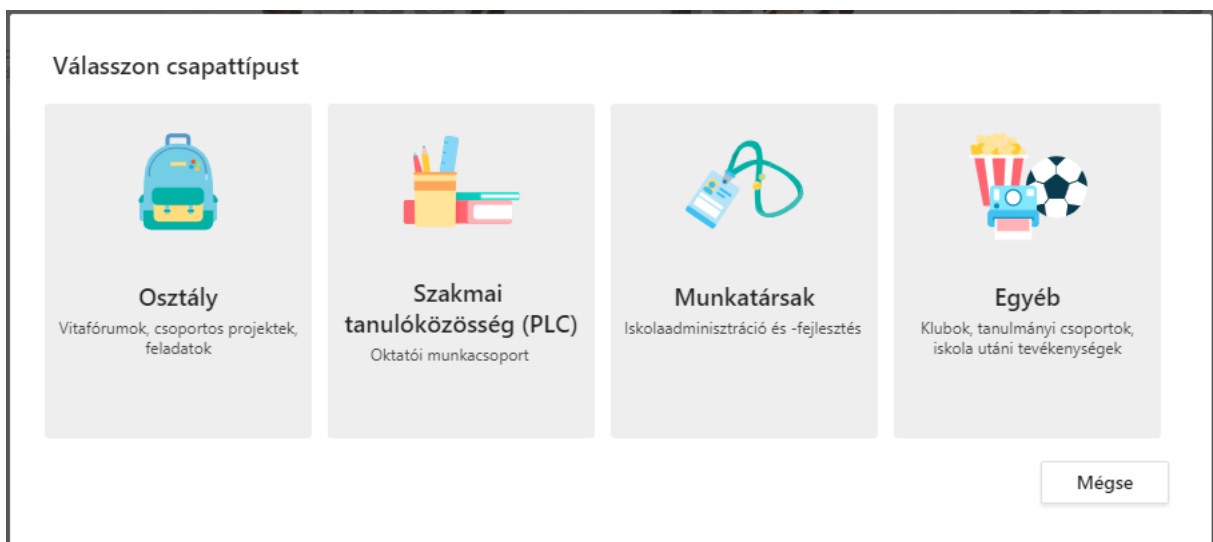 Válasszon csapattípust
Osztály
Vitafórumok, csoportos projektek,
feladatok
Szakmai
tanulóközösség (PLC)
Oktatói munkacsoport
Munkatársak
Iskolaadminisztráció és -fejlesztés
Egyéb
Klubok, tanulmányi csoportok,
iskola utáni tevékenységek
Mégse